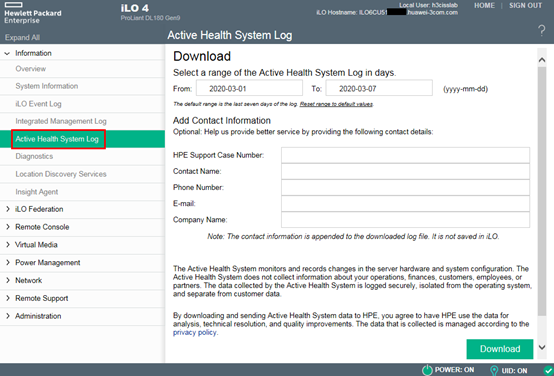 Hewlett Packard
Enterprise
iLO 4
ProLiant DL180 Gen9
Local User: h3cisslab
iLO Hostname: ILO6CU51 .huawei-3com.com
HOME | SIGN OUT
Expand All
Active Health System Log
?
Information
Overview
System Information
iLO Event Log
Integrated Management Log
Active Health System Log
Diagnostics
Location Discovery Services
Insight Agent
iLO Federation
Remote Console
Virtual Media
Power Management
Network
Remote Support
Administration
Download
Select a range of the Active Health System Log in days.
From: 2020-03-01 To: 2020-03-07 (yyyy-mm-dd)
The default range is the last seven days of the log. Reset range to default values.
Add Contact Information
Optional: Help us provide better service by providing the following contact details:
HPE Support Case Number:
Contact Name:
Phone Number:
E-mail:
Company Name:
Note: The contact information is appended to the downloaded log file. It is not saved in iLO.
The Active Health System monitors and records changes in the server hardware and system configuration. The
Active Health System does not collect information about your operations, finances, customers, employees, or
partners. The data collected by the Active Health System is logged securely, isolated from the operating system,
and separate from customer data.
By downloading and sending Active Health System data to HPE, you agree to have HPE use the data for
analysis, technical resolution, and quality improvements. The data that is collected is managed according to the
privacy policy.
Download
POWER: ON
UID: ON